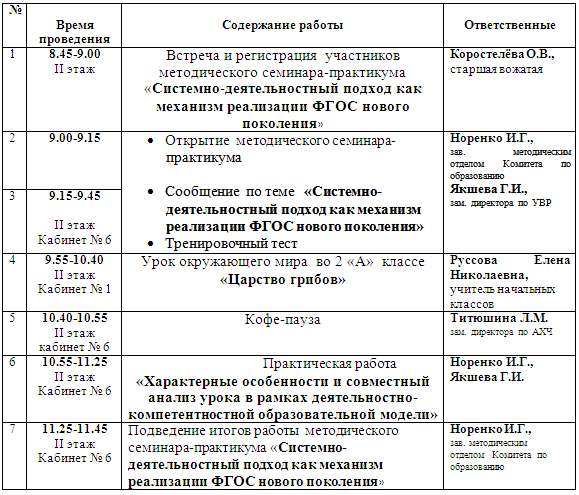 №
Время
проведения
Содержание работы
Ответственные
1
8.45-9.00
II этаж
Встреча и регистрация участников
методического семинара-практикума
«Системно-деятельностный подход как
механизм реализации ФГОС нового
поколения»
Коростелёва О.В.,
старшая вожатая
2
9.00-9.15
• Открытие методического семинара-
практикума
Норенко И.Г.,
зав. методическим
отделом Комитета по
образованию
3
9.15-9.45
II этаж
Кабинет № 6
• Сообщение по теме «Системно-
деятельностный подход как механизм
реализации ФГОС нового поколения»
• Тренировочный тест
Якшева Г.И.,
зам. директора по УВР
4
9.55-10.40
II этаж
Кабинет № 1
Урок окружающего мира во 2 «А» классе
«Царство грибов»
Руссова Елена
Николаевна,
учитель начальных
классов
5
10.40-10.55
II этаж
кабинет № 6
Кофе-пауза
Титюшина Л.М.
зам. директора по АХЧ
6
10.55-11.25
II этаж
Кабинет № 6
Практическая работа
«Характерные особенности и совместный
анализ урока в рамках деятельностно-
компетентностной образовательной модели»
Норенко И.Г.,
Якшева Г.И.
7
11.25-11.45
II этаж
Кабинет № 6
Подведение итогов работы методического
семинара-практикума «Системно-
деятельностный подход как механизм
реализации ФГОС нового поколения»
Норенко И.Г.,
зав. методическим
отделом Комитета по
образованию